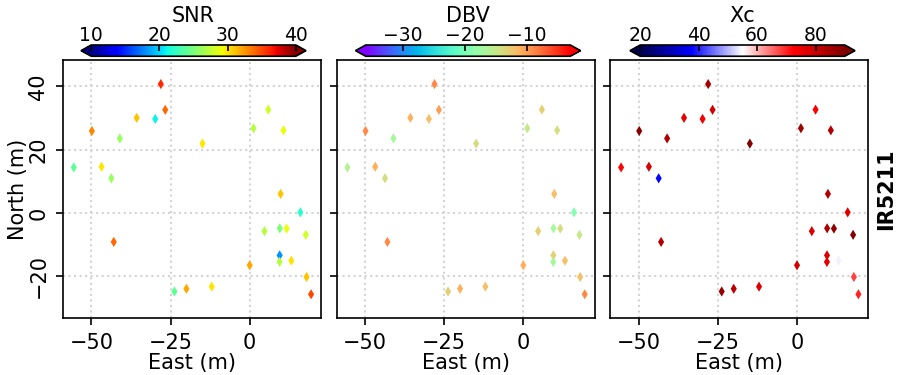 SNR DBV Xc
10 20 30 40 −30 −20 −10 20 40 60 80
40
20
0
−20
North (m)
IR5211
−50 −25 0 −50 −25 0 −50 −25 0
East (m) East (m) East (m)